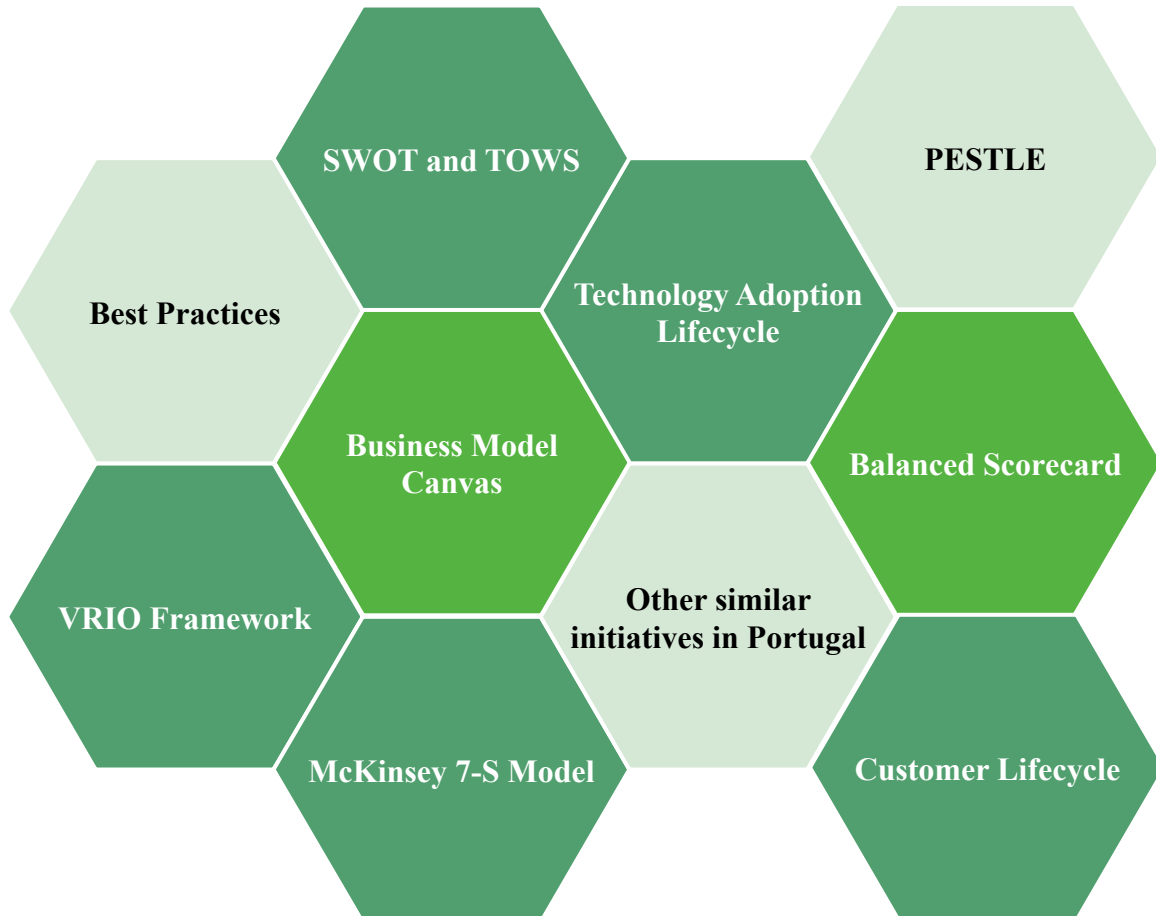 SWOT and TOWS
PESTLE
Best Practices
Technology Adoption
Lifecycle
Business Model
Canvas
Balanced Scorecard
VRIO Framework
Other similar
initiatives in Portugal
McKinsey 7-S Model
Customer Lifecycle